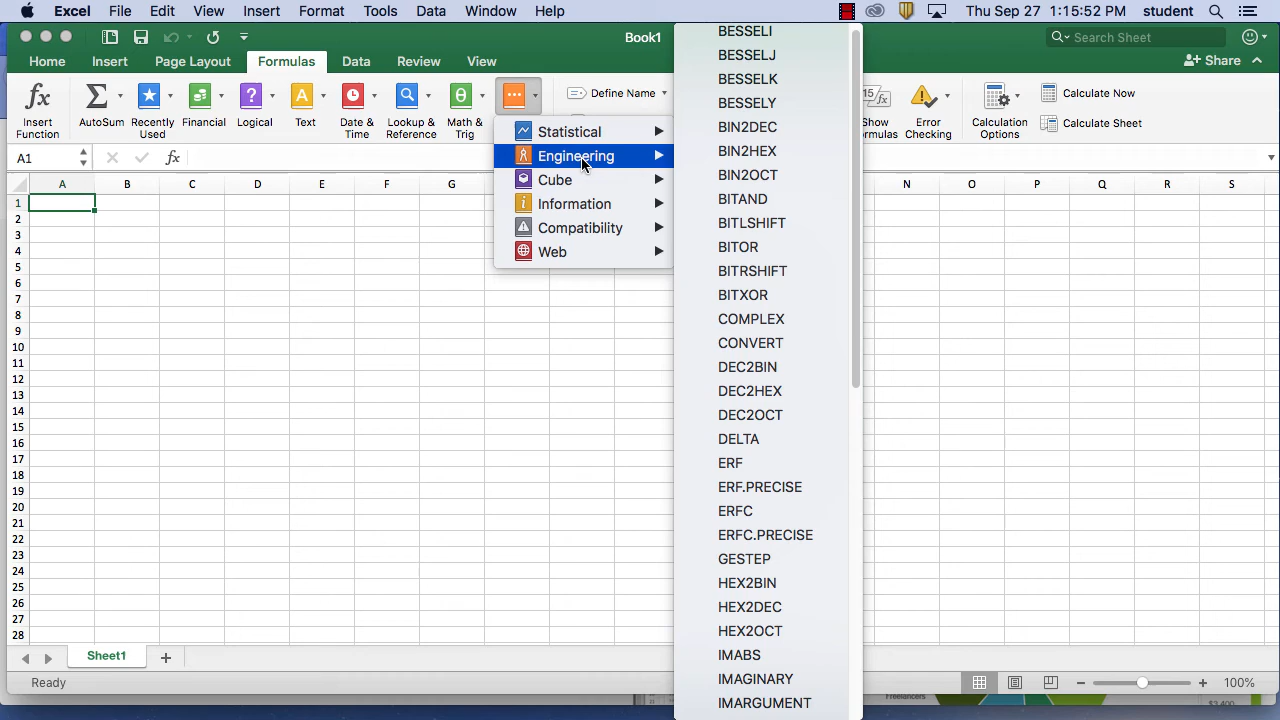 Excel File Edit View Insert Format Tools Data Window Help Thu Sep 27 1:15:52 PM student
Book1 Search Sheet
Home Insert Page Layout Formulas Data Review View Share
fx Σ ? A θ 15 fx
Insert Function AutoSum Recently Used Financial Logical Text Date & Time Lookup & Reference Math & Trig Define Name Show Formulas Error Checking Calculation Options Calculate Now
Calculate Sheet
A1 fx
A B C D E F G N O P Q R S
1
2
3
4
5
6
7
8
9
10
11
12
13
14
15
16
17
18
19
20
21
22
23
24
25
26
27
28
Statistical
Engineering
Cube
Information
Compatibility
Web
BESSELI
BESSELJ
BESSELK
BESSELY
BIN2DEC
BIN2HEX
BIN2OCT
BITAND
BITLSHIFT
BITOR
BITRSHIFT
BITXOR
COMPLEX
CONVERT
DEC2BIN
DEC2HEX
DEC2OCT
DELTA
ERF
ERF.PRECISE
ERFC
ERFC.PRECISE
GESTEP
HEX2BIN
HEX2DEC
HEX2OCT
IMABS
IMAGINARY
IMARGUMENT
Sheet1 +
Ready 100%
Freelancers $3,400